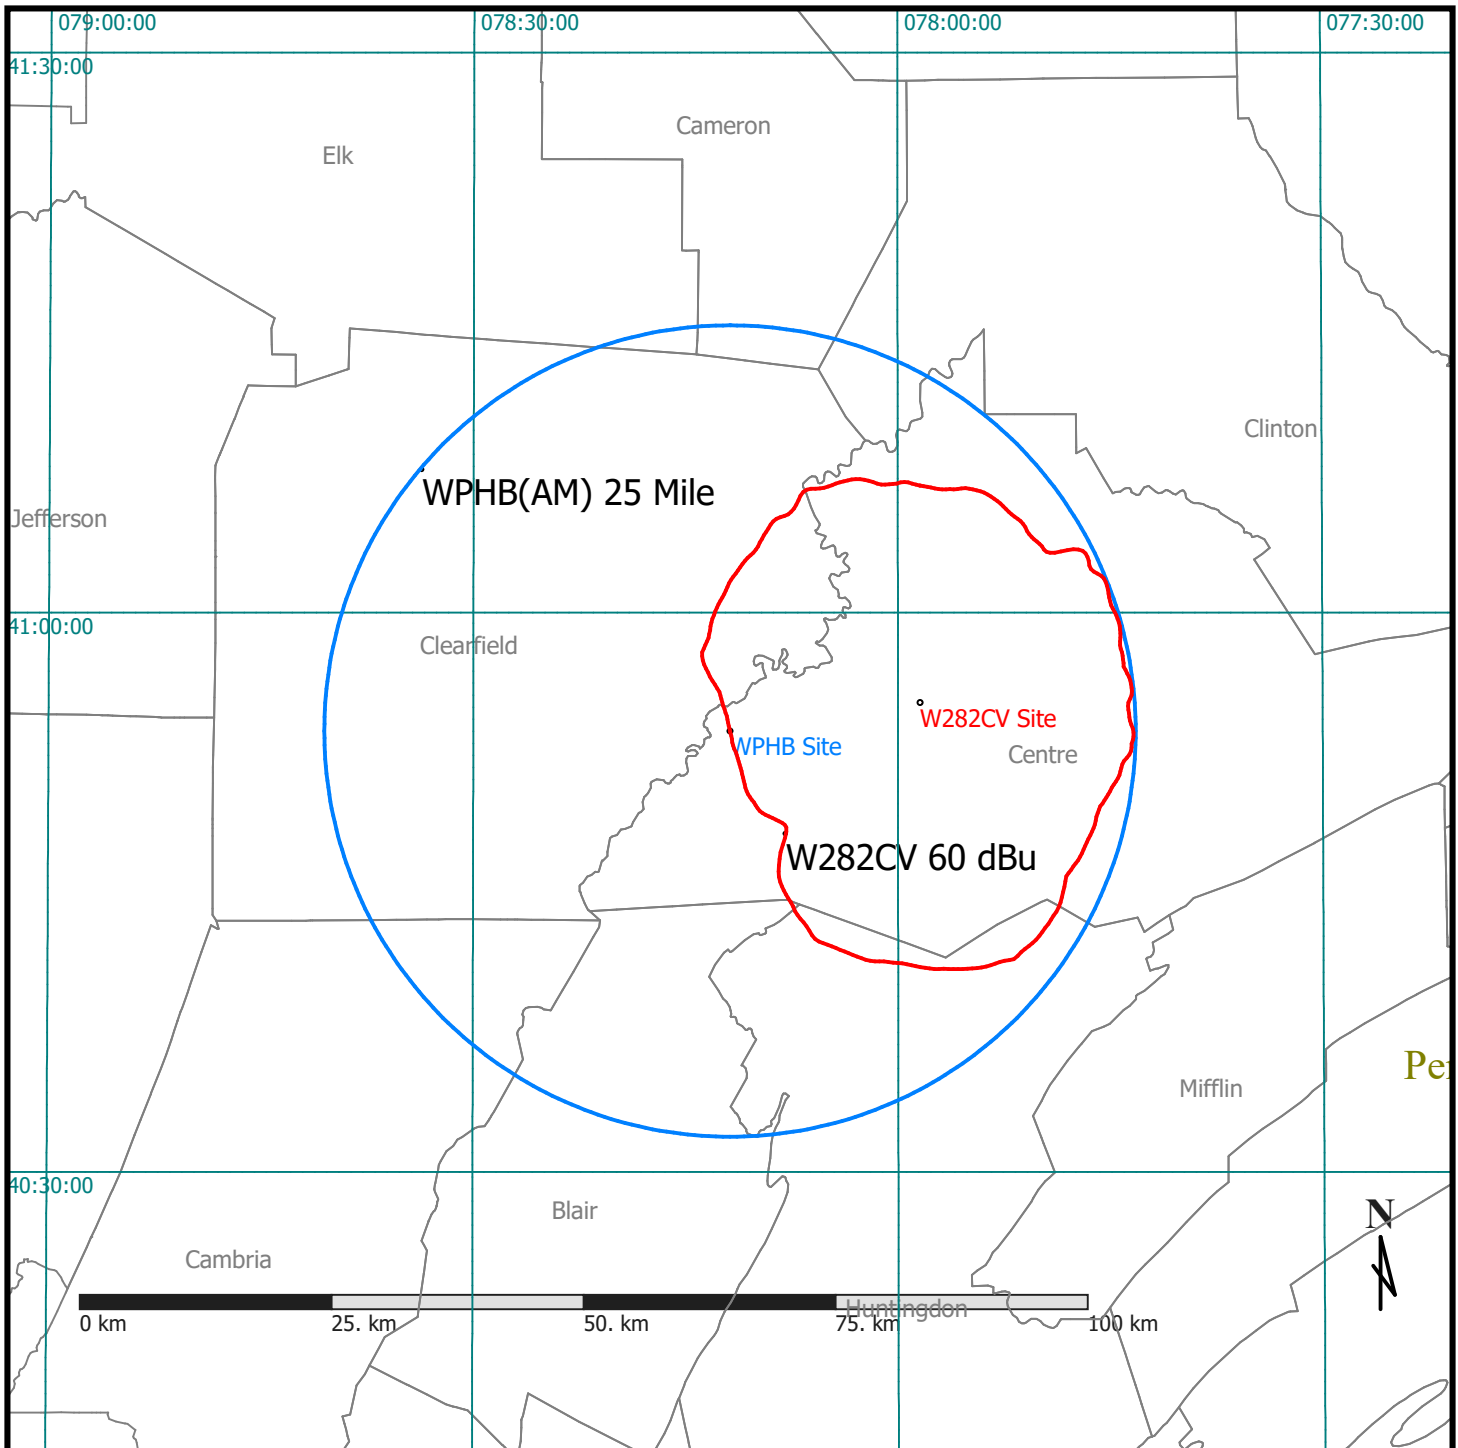 079:00:00
078:30:00
078:00:00
077:30:00
41:30:00
Cameron
Elk
Clinton
WPHB(AM) 25 Mile
Jefferson
41:00:00
Clearfield
W282CV Site
WPHB Site
Centre
W282CV 60 dBu
Pe
Mifflin
40:30:00
Blair
N
Cambria
Huntingdon
0 km
25. km
50. km
75. km
100 km